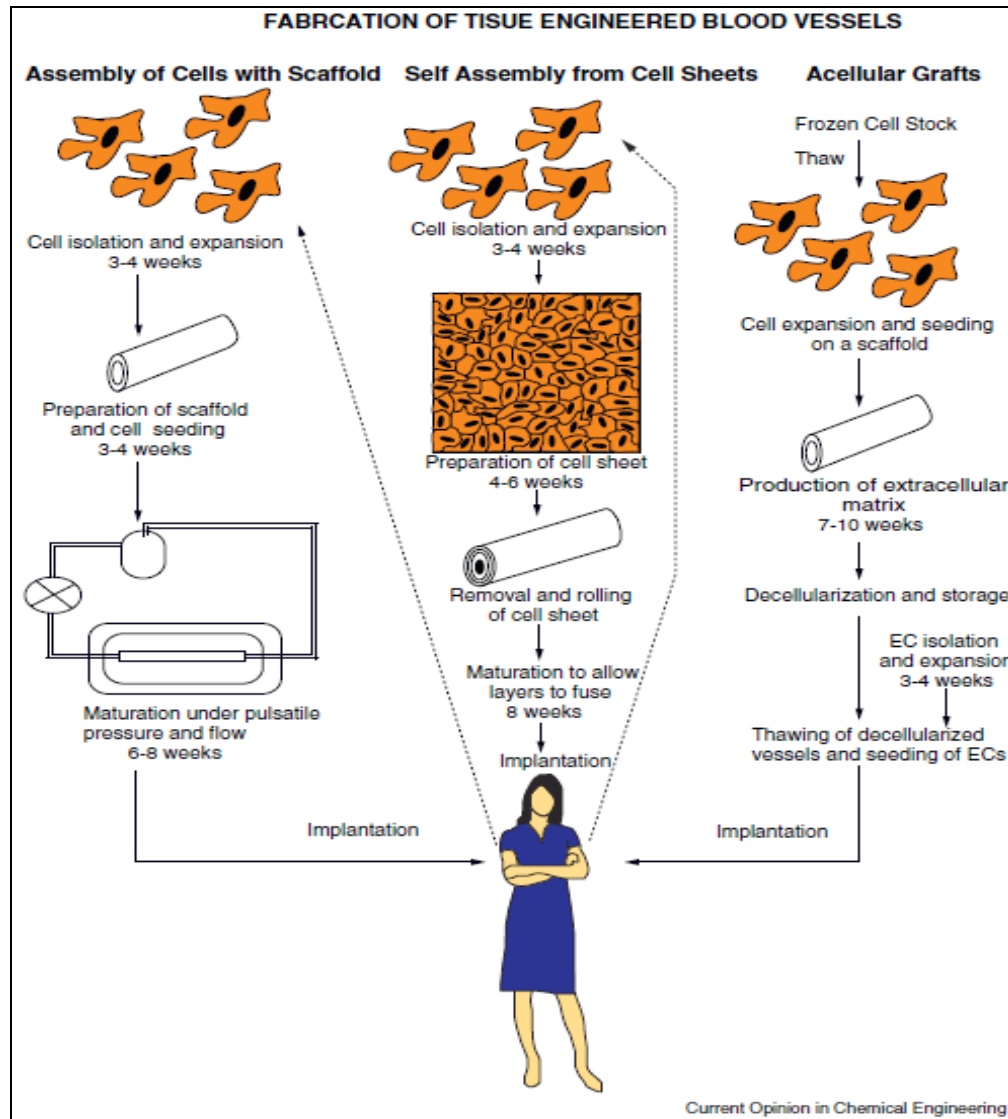 FABRCATION OF TISUE ENGINEERED BLOOD VESSELS
Assembly of Cells with Scaffold
Cell isolation and expansion
3-4 weeks
Preparation of scaffold
and cell seeding
3-4 weeks
Maturation under pulsatile
pressure and flow
6-8 weeks
Implantation
Self Assembly from Cell Sheets
Cell isolation and expansion
3-4 weeks
Preparation of cell sheet
4-6 weeks
Removal and rolling
of cell sheet
Maturation to allow
layers to fuse
8 weeks
Implantation
Acellular Grafts
Frozen Cell Stock
Thaw
Cell expansion and seeding
on a scaffold
Production of extracellular
matrix
7-10 weeks
Decellularization and storage
EC isolation
and expansion
3-4 weeks
Thawing of decellularized
vessels and seeding of ECs
Implantation
Current Opinion in Chemical Engineering